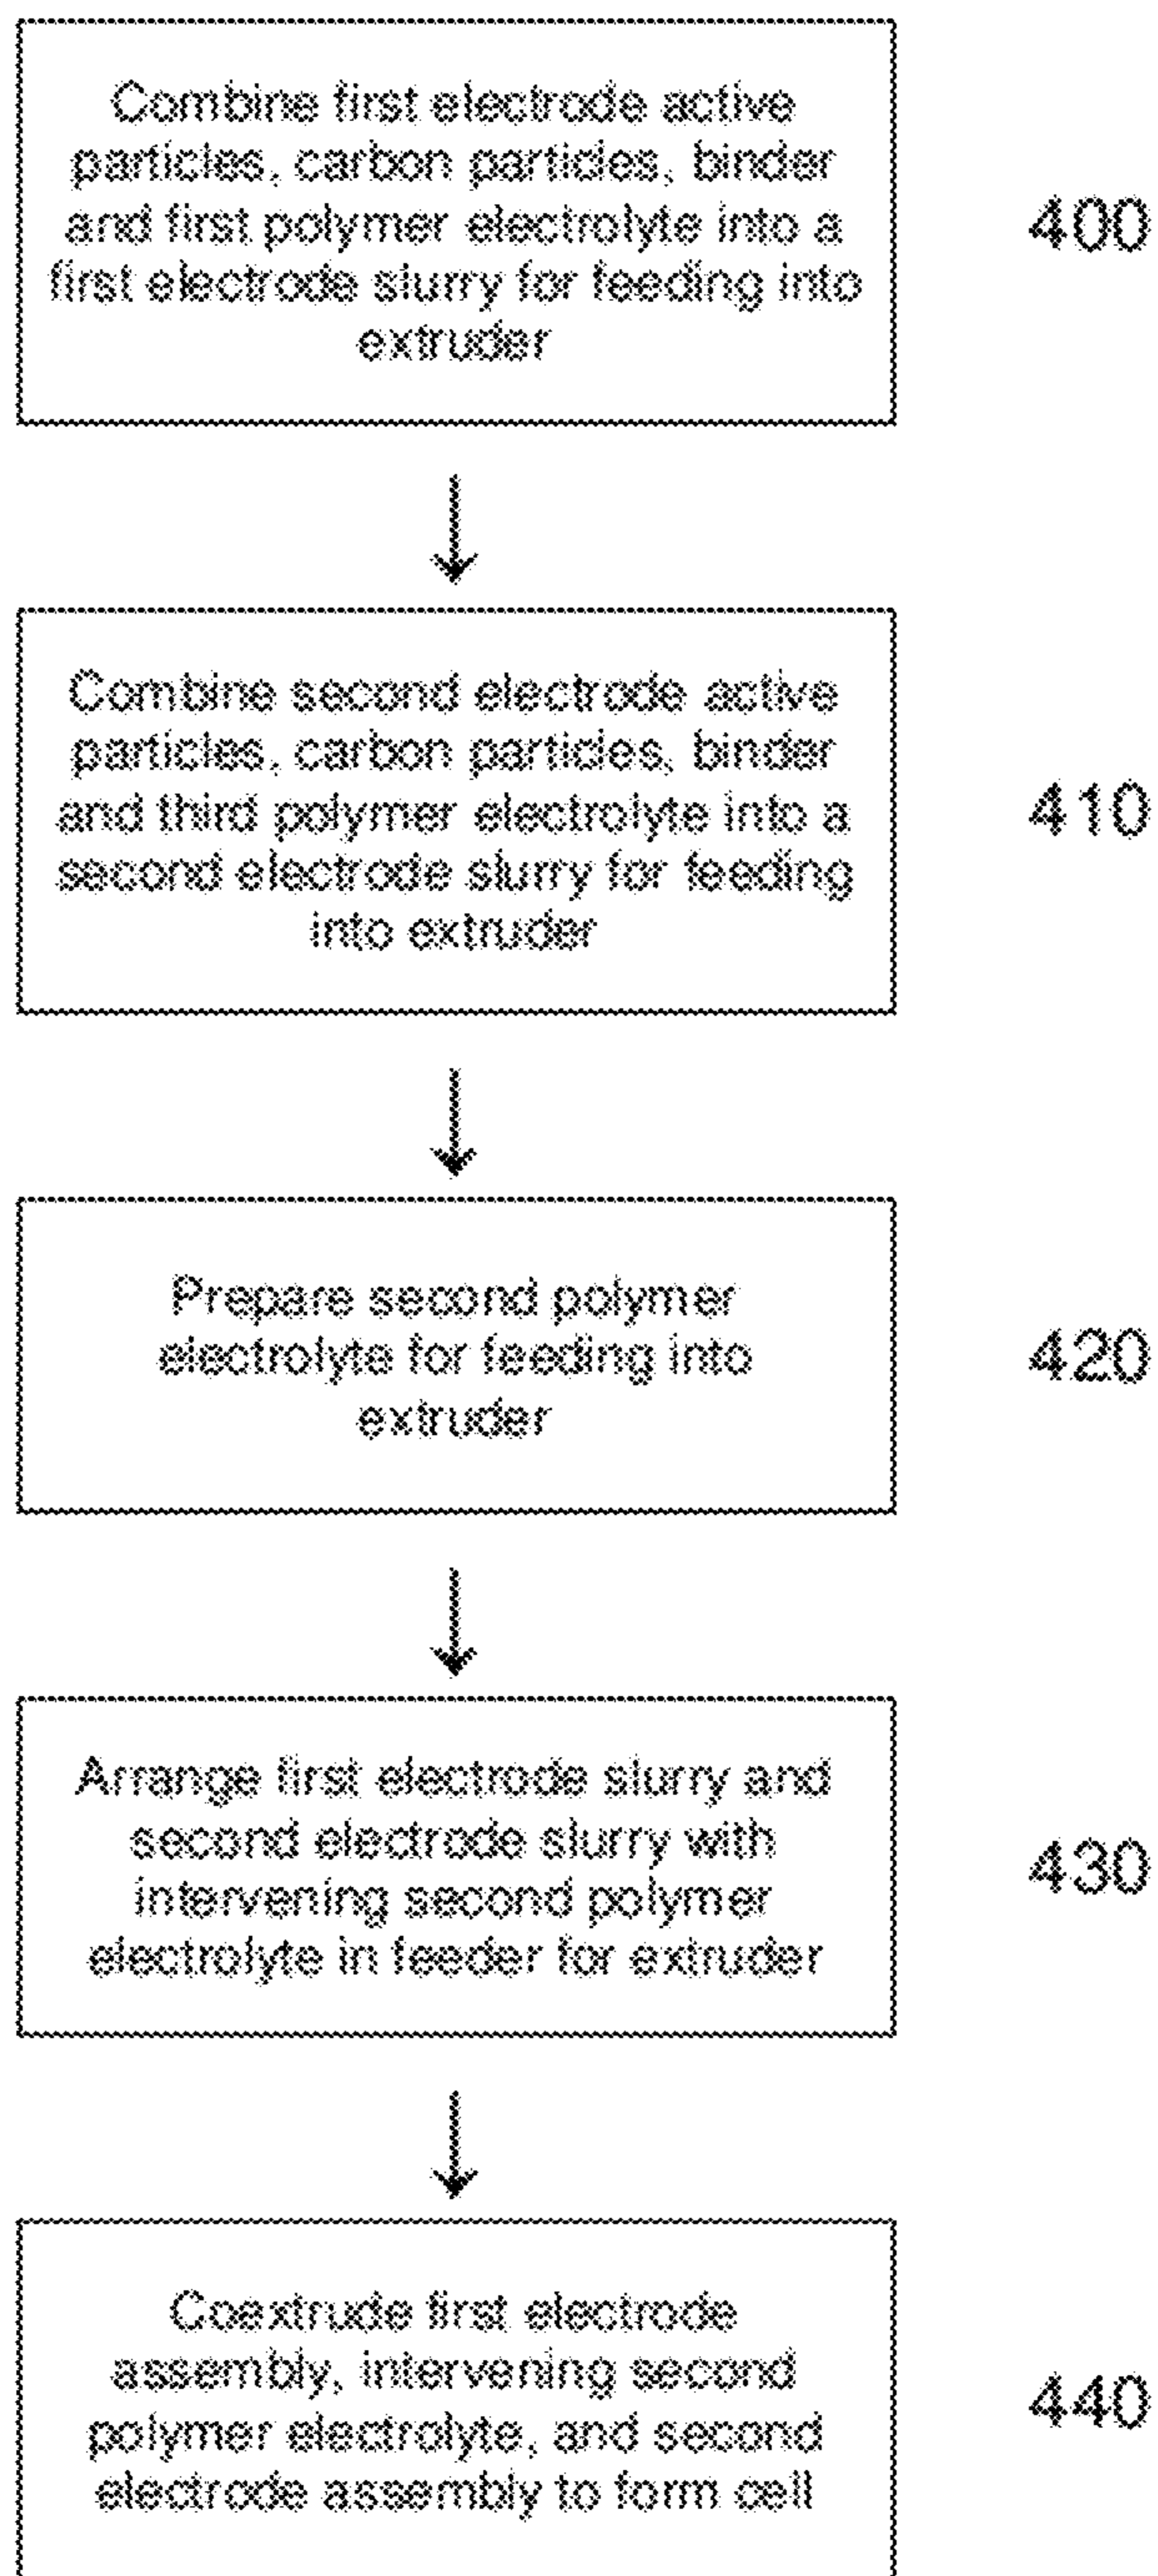 Combine first electrode active
particles, carbon particles, binder
and first polymer electrolyte into a
first electrode slurry for feeding into
extruder
400
Combine second electrode active
particles, carbon particles, binder
and third polymer electrolyte into a
second electrode slurry for feeding
into extruder
410
Prepare second polymer
electrolyte for feeding into
extruder
420
Arrange first electrode slurry and
second electrode slurry with
intervening second polymer
electrolyte in feeder for extruder
430
Coextrude first electrode
assembly, intervening second
polymer electrolyte, and second
electrode assembly to form cell
440